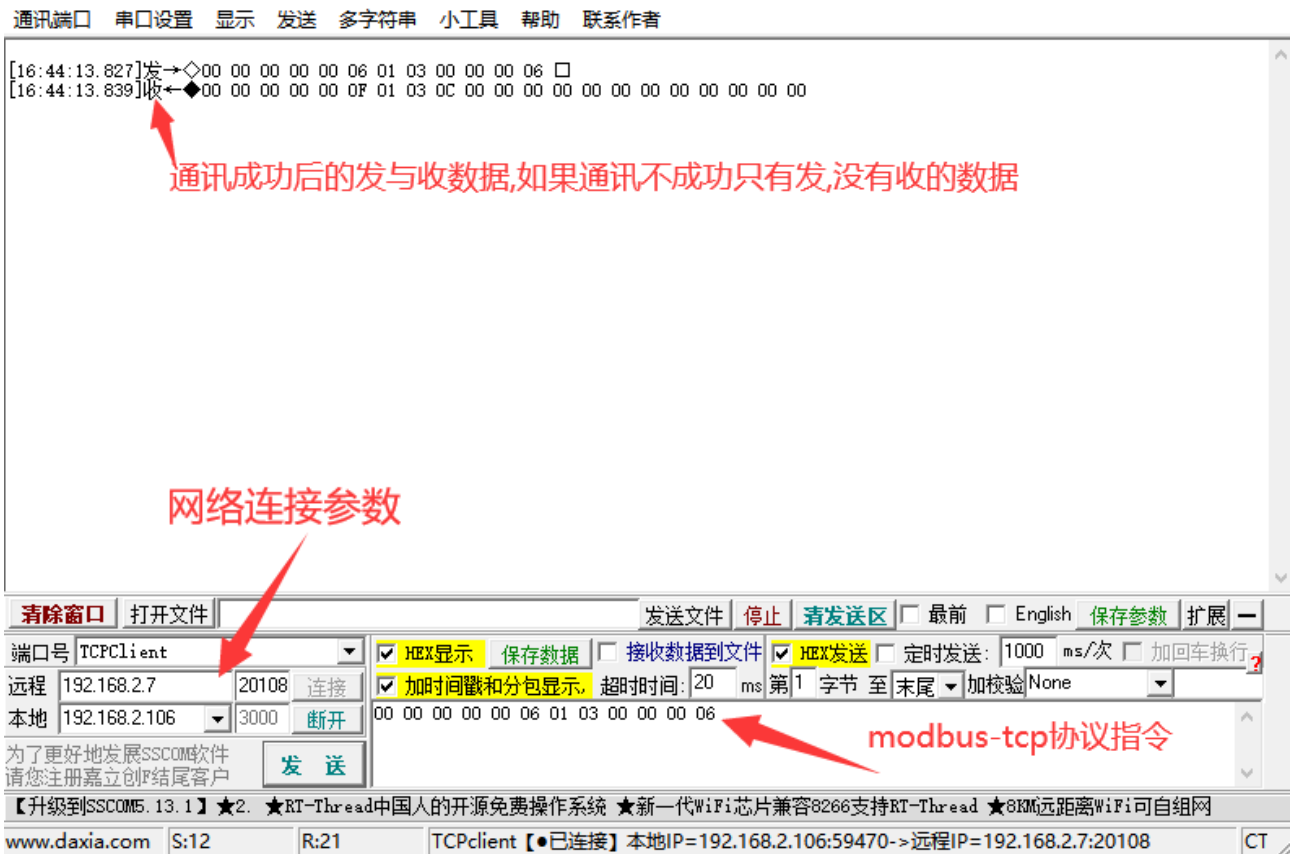 通讯端口 串口设置 显示 发送 多字符串 小工具 帮助 联系作者
[16:44:13.827]发→◇00 00 00 00 00 06 01 03 00 00 00 06 □
[16:44:13.839]收←◆00 00 00 00 00 0F 01 03 0C 00 00 00 00 00 00 00 00 00 00 00 00
通讯成功后的发与收数据,如果通讯不成功只有发,没有收的数据
网络连接参数
清除窗口 打开文件 发送文件 停止 清发送区 最前 English 保存参数 扩展 —
端口号 TCPClient HEX显示 保存数据 接收数据到文件 HEX发送 定时发送: 1000 ms/次 加回车换行
远程 192.168.2.7 20108 连接 加时间戳和分包显示, 超时时间: 20 ms 第1 字节 至 末尾 加校验 None ?
本地 192.168.2.106 3000 断开 00 00 00 00 00 06 01 03 00 00 00 06
modbus-tcp协议指令
为了更好地发展SSCOM软件
请您注册嘉立创F结尾客户
发 送
【升级到SSCOM5.13.1】★2. ★RT-Thread中国人的开源免费操作系统 ★新一代WiFi芯片兼容8266支持RT-Thread ★8KM远距离WiFi可自组网
www.daxia.com S:12 R:21 TCPclient【●已连接】本地IP=192.168.2.106:59470->远程IP=192.168.2.7:20108 CT